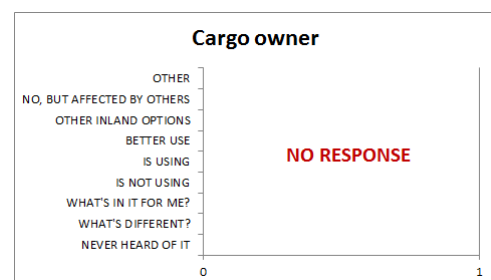 Cargo owner
OTHER
NO, BUT AFFECTED BY OTHERS
OTHER INLAND OPTIONS
BETTER USE
IS USING
NO RESPONSE
IS NOT USING
WHAT'S IN IT FOR ME?
WHAT'S DIFFERENT?
NEVER HEARD OF IT
0 1